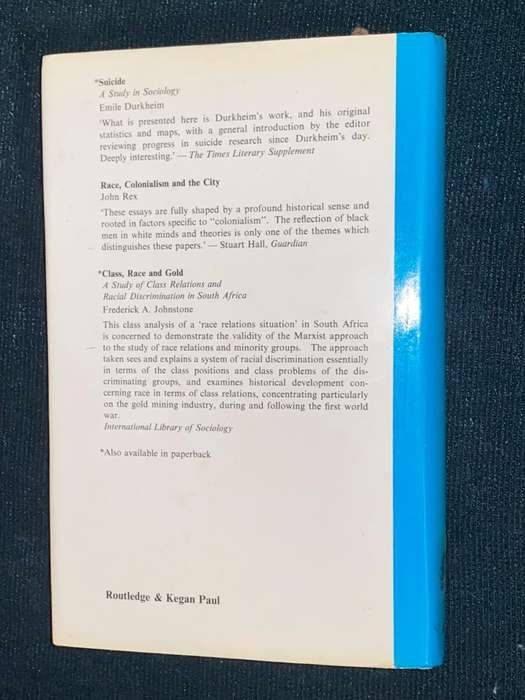 *Suicide
A Study in Sociology
Emile Durkheim
'What is presented here is Durkheim's work, and his original
statistics and maps, with a general introduction by the editor
reviewing progress in suicide research since Durkheim's day.
Deeply interesting.' — The Times Literary Supplement
Race, Colonialism and the City
John Rex
'These essays are fully shaped by a profound historical sense and
rooted in factors specific to "colonialism". The reflection of black
men in white minds and theories is only one of the themes which
distinguishes these papers.' — Stuart Hall, Guardian
*Class, Race and Gold
A Study of Class Relations and
Racial Discrimination in South Africa
Frederick A. Johnstone
This class analysis of a 'race relations situation' in South Africa
is concerned to demonstrate the validity of the Marxist approach
to the study of race relations and minority groups. The approach
taken sees and explains a system of racial discrimination essentially
in terms of the class positions and class problems of the dis-
criminating groups, and examines historical development con-
cerning race in terms of class relations, concentrating particularly
on the gold mining industry, during and following the first world
war.
International Library of Sociology
*Also available in paperback
Routledge & Kegan Paul